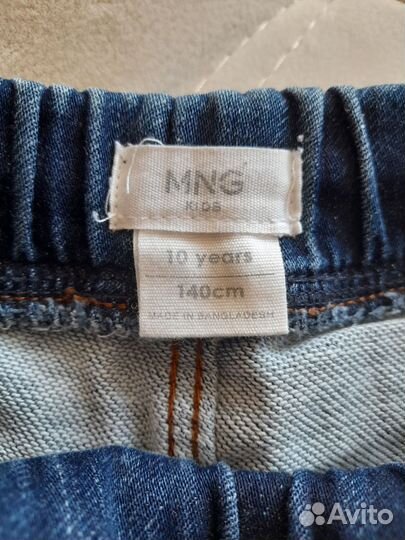 MNG
KIDS
10 years
140cm
MADE IN BANGLADESH
Avito